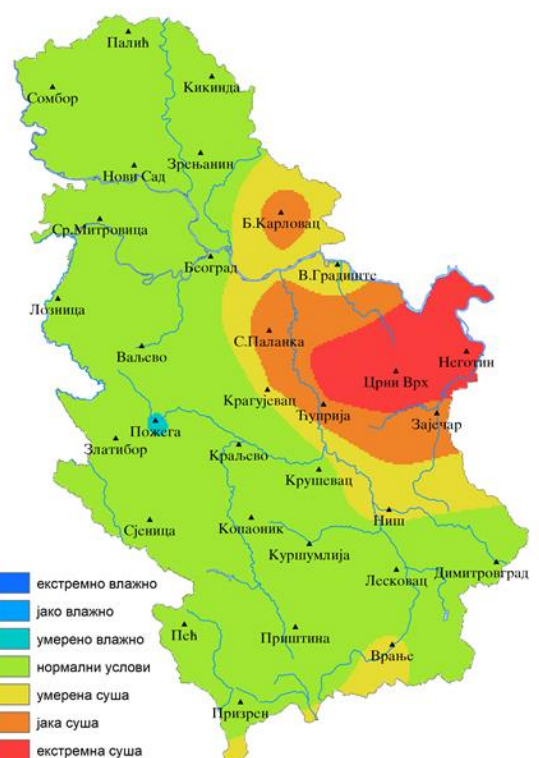 Палић
Кикинда
Сомбор
Зрењанин
Нови Сад
Б.Карловац
Ср.Митровица
Београд
В.Градиште
Лозница
С.Паланка
Ваљево
Неготин
Црни Врх
Крагујевац
Ћуприја
Зајечар
Пожега
Златибор
Краљево
Крушевац
Ниш
Сјеница
Копаоник
Куршумлија
Лесковац
Димитровград
Пећ
Приштина
Врање
Призрен
екстремно влажно
јако влажно
умерено влажно
нормални услови
умерена суша
јака суша
екстремна суша